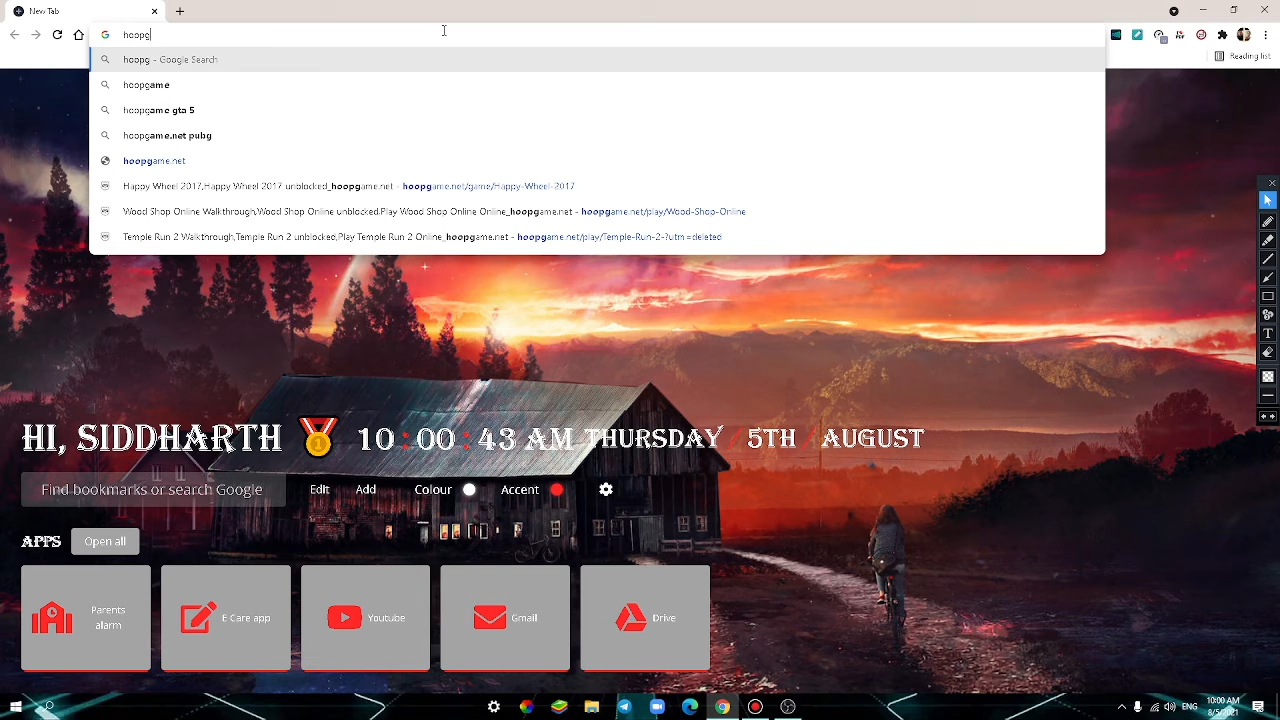 New Tab
hoopg
Reading list
hoopg - Google Search
hoopgame
hoopgame gta 5
hoopgame.net pubg
hoopgame.net
Happy Wheel 2017,Happy Wheel 2017 unblocked_hoopgame.net - hoopgame.net/game/Happy-Wheel-2017
Wood Shop Online Walkthrough,Wood Shop Online unblocked,Play Wood Shop Online Online_hoopgame.net - hoopgame.net/play/Wood-Shop-Online
Temple Run 2 Walkthrough,Temple Run 2 unblocked,Play Temple Run 2 Online_hoopgame.net - hoopgame.net/play/Temple-Run-2-?utm=deleted
HI, SIDDHARTH 10:00:43 AM THURSDAY / 5TH / AUGUST
Find bookmarks or search Google Edit Add Colour Accent
APPS Open all
Parents alarm
E Care app
Youtube
Gmail
Drive
ENG
10:00 AM
8/5/2021